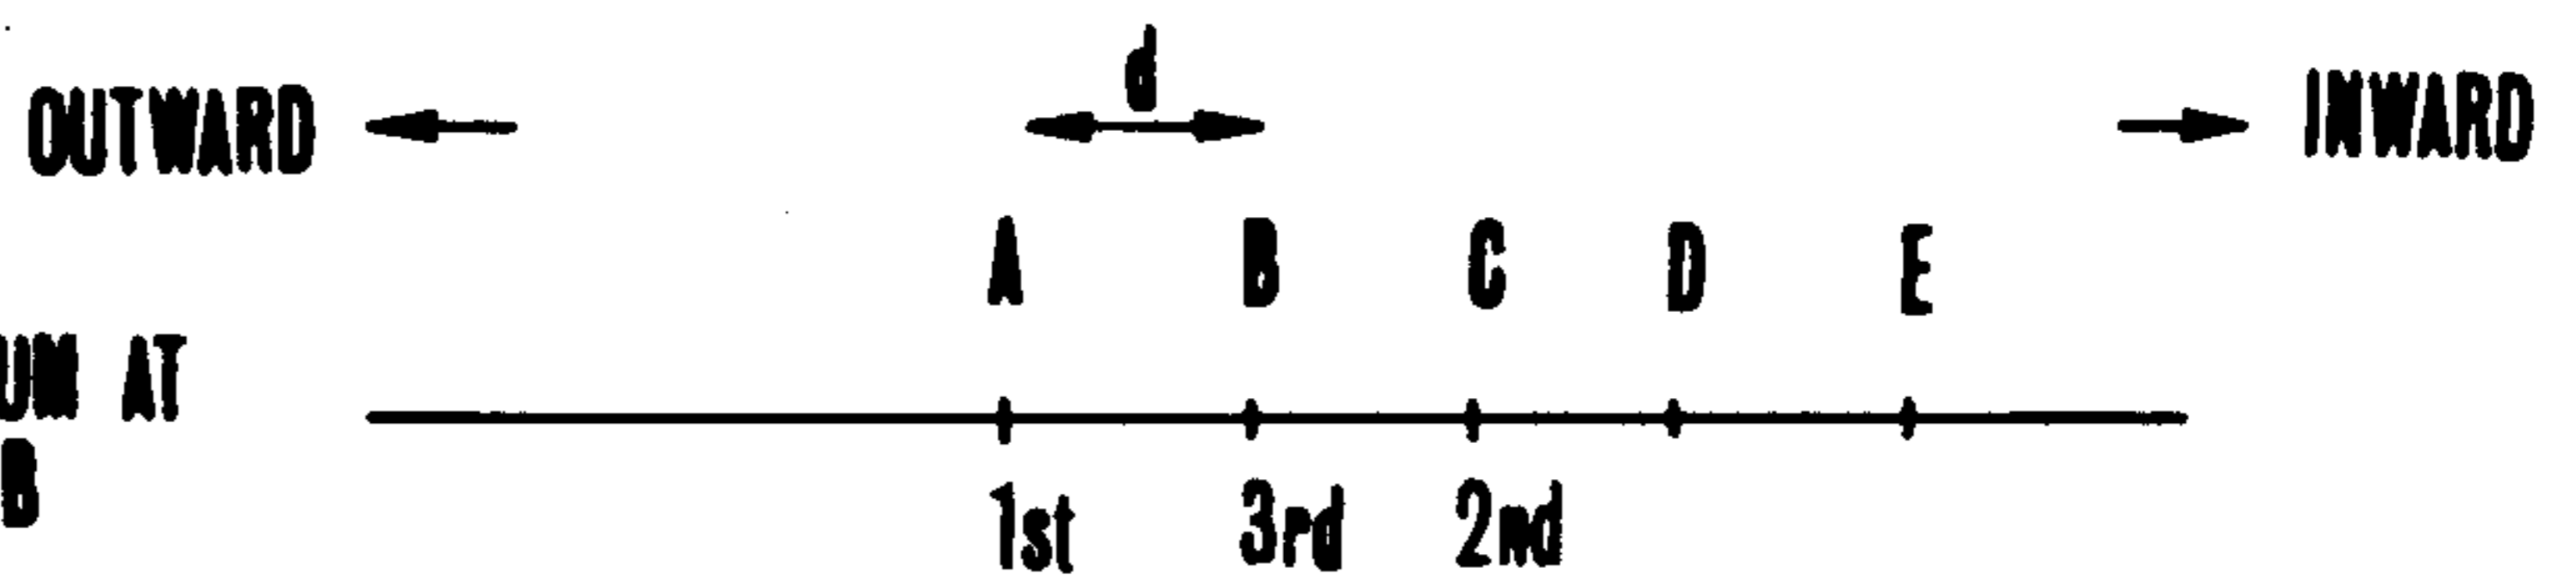 d
OUTWARD INWARD
A B C D E
UM AT
B
1st 3rd 2nd